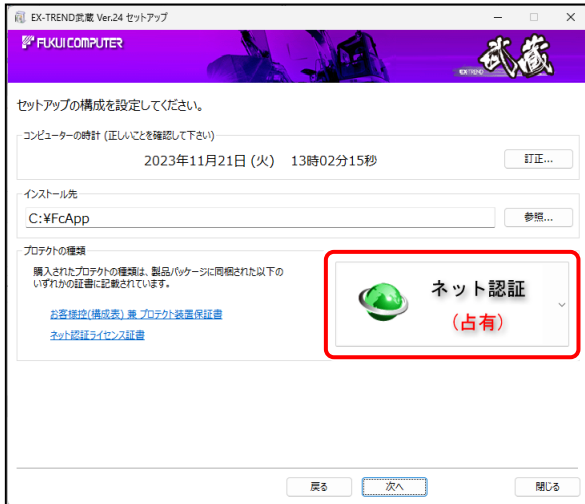 EX-TREND武蔵 Ver.24 セットアップ
FUKUI COMPUTER
EX-TREND 武蔵
セットアップの構成を設定してください。
コンピューターの時計 (正しいことを確認して下さい)
2023年11月21日 (火) 13時02分15秒
訂正...
インストール先
C:¥FcApp
参照...
プロテクトの種類
購入されたプロテクトの種類は、製品パッケージに同梱された以下の
いずれかの証書に記載されています。
お客様控(構成表) 兼 プロテクト装置保証書
ネット認証ライセンス証書
ネット認証
(占有)
戻る
次へ
閉じる